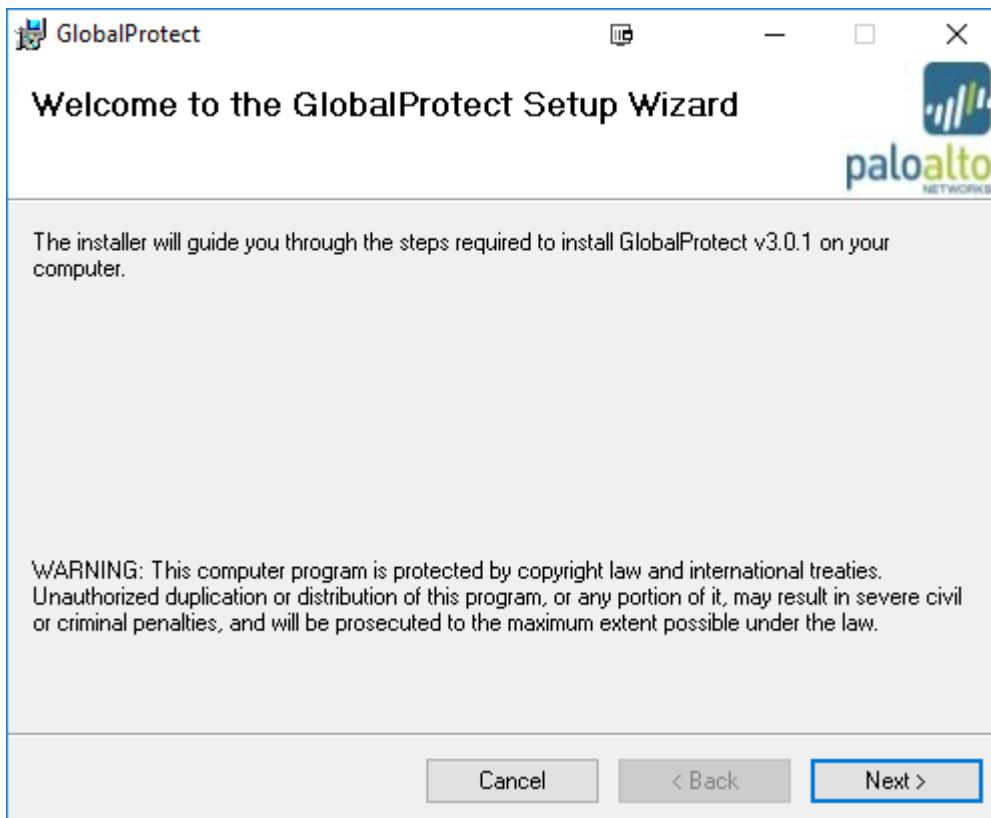 GlobalProtect
Welcome to the GlobalProtect Setup Wizard
paloalto
NETWORKS
The installer will guide you through the steps required to install GlobalProtect v3.0.1 on your
computer.
WARNING: This computer program is protected by copyright law and international treaties.
Unauthorized duplication or distribution of this program, or any portion of it, may result in severe civil
or criminal penalties, and will be prosecuted to the maximum extent possible under the law.
Cancel < Back Next >